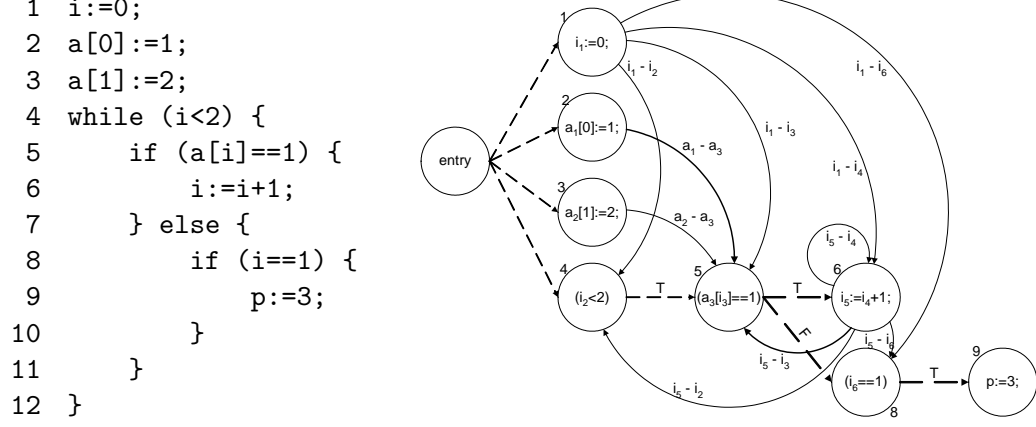 1 i:=0;
2 a[0]:=1;
3 a[1]:=2;
4 while (i<2) {
5 if (a[i]==1) {
6 i:=i+1;
7 } else {
8 if (i==1) {
9 p:=3;
10 }
11 }
12 }
1
i₁:=0;
i₁ - i₂
i₁ - i₆
2
a₁[0]:=1;
a₁ - a₃
i₁ - i₃
entry
i₁ - i₄
3
a₂[1]:=2;
a₂ - a₃
i₅ - i₄
4
(i₂<2)
T
5
(a₃[i₃]==1)
T
6
i₅:=i₄+1;
F
i₅ - i₆
i₅ - i₃
i₅ - i₂
(i₆==1)
8
T
9
p:=3;